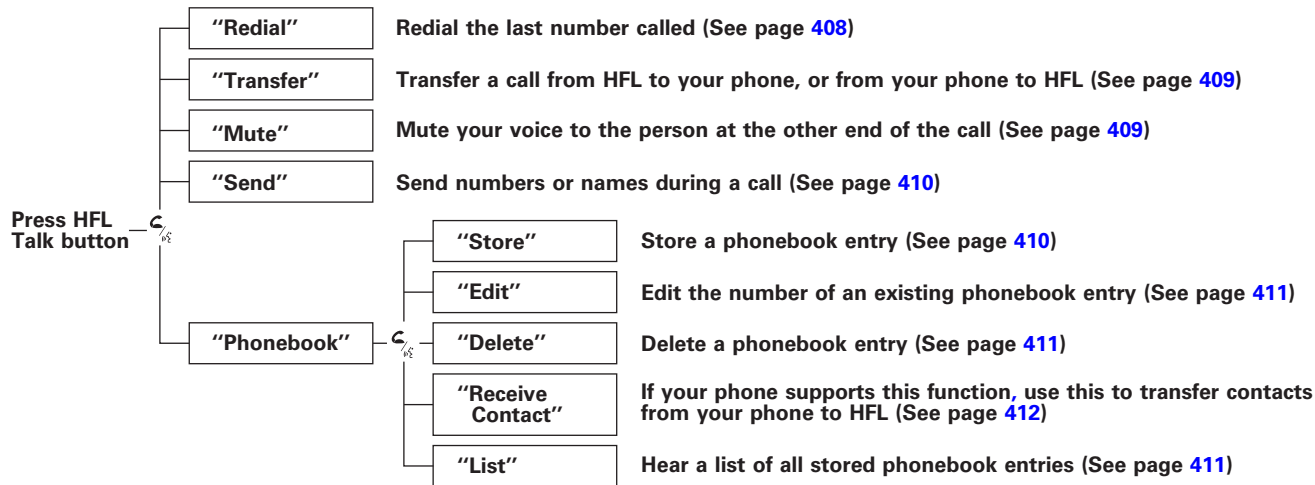 “Redial” Redial the last number called (See page 408)
“Transfer” Transfer a call from HFL to your phone, or from your phone to HFL (See page 409)
“Mute” Mute your voice to the person at the other end of the call (See page 409)
“Send” Send numbers or names during a call (See page 410)
Press HFL
Talk button
“Phonebook”
“Store” Store a phonebook entry (See page 410)
“Edit” Edit the number of an existing phonebook entry (See page 411)
“Delete” Delete a phonebook entry (See page 411)
“Receive
Contact”
If your phone supports this function, use this to transfer contacts
from your phone to HFL (See page 412)
“List” Hear a list of all stored phonebook entries (See page 411)